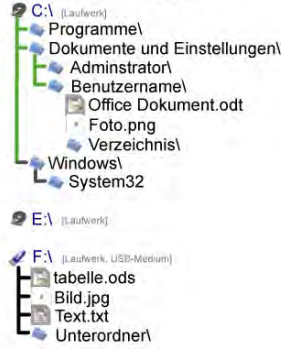 C:\ [Laufwerk]
Programme\
Dokumente und Einstellungen\
Adminstrator\
Benutzername\
Office Dokument.odt
Foto.png
Verzeichnis\
Windows\
System32
E:\ [Laufwerk]
F:\ [Laufwerk, USB-Medium]
tabelle.ods
Bild.jpg
Text.txt
Unterordner\